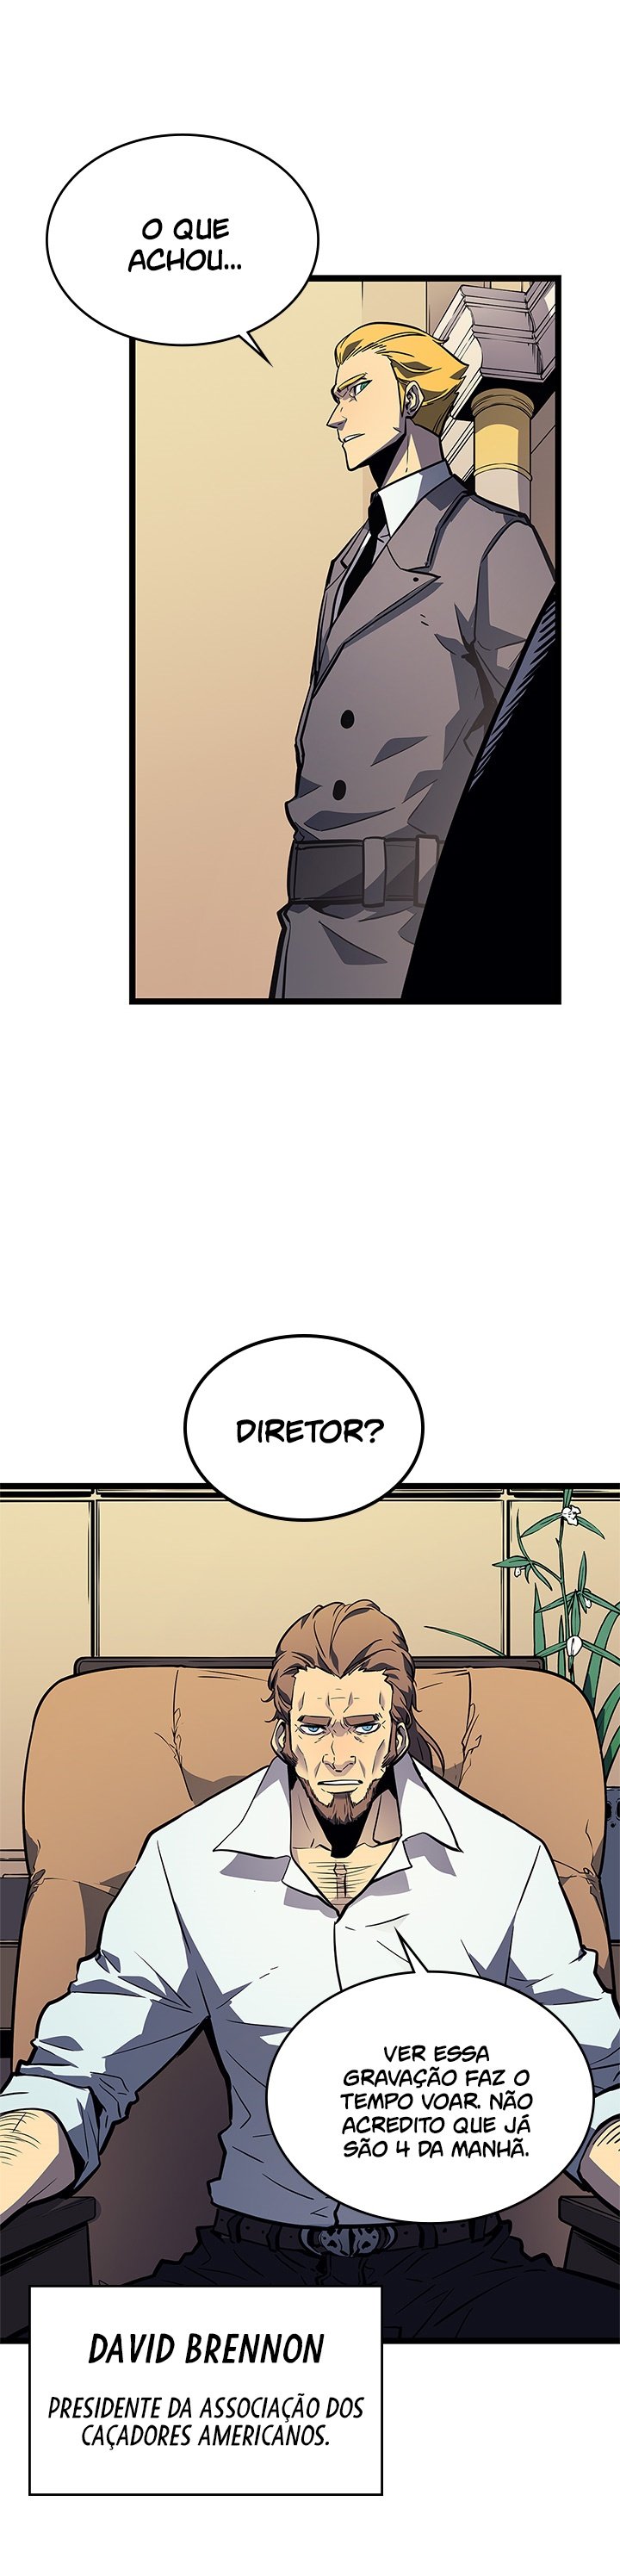 O QUE
ACHOU...
DIRETOR?
VER ESSA
GRAVAÇÃO FAZ O
TEMPO VOAR. NÃO
ACREDITO QUE JÁ
SÃO 4 DA MANHÃ.
DAVID BRENNON
PRESIDENTE DA ASSOCIAÇÃO DOS
CAÇADORES AMERICANOS.